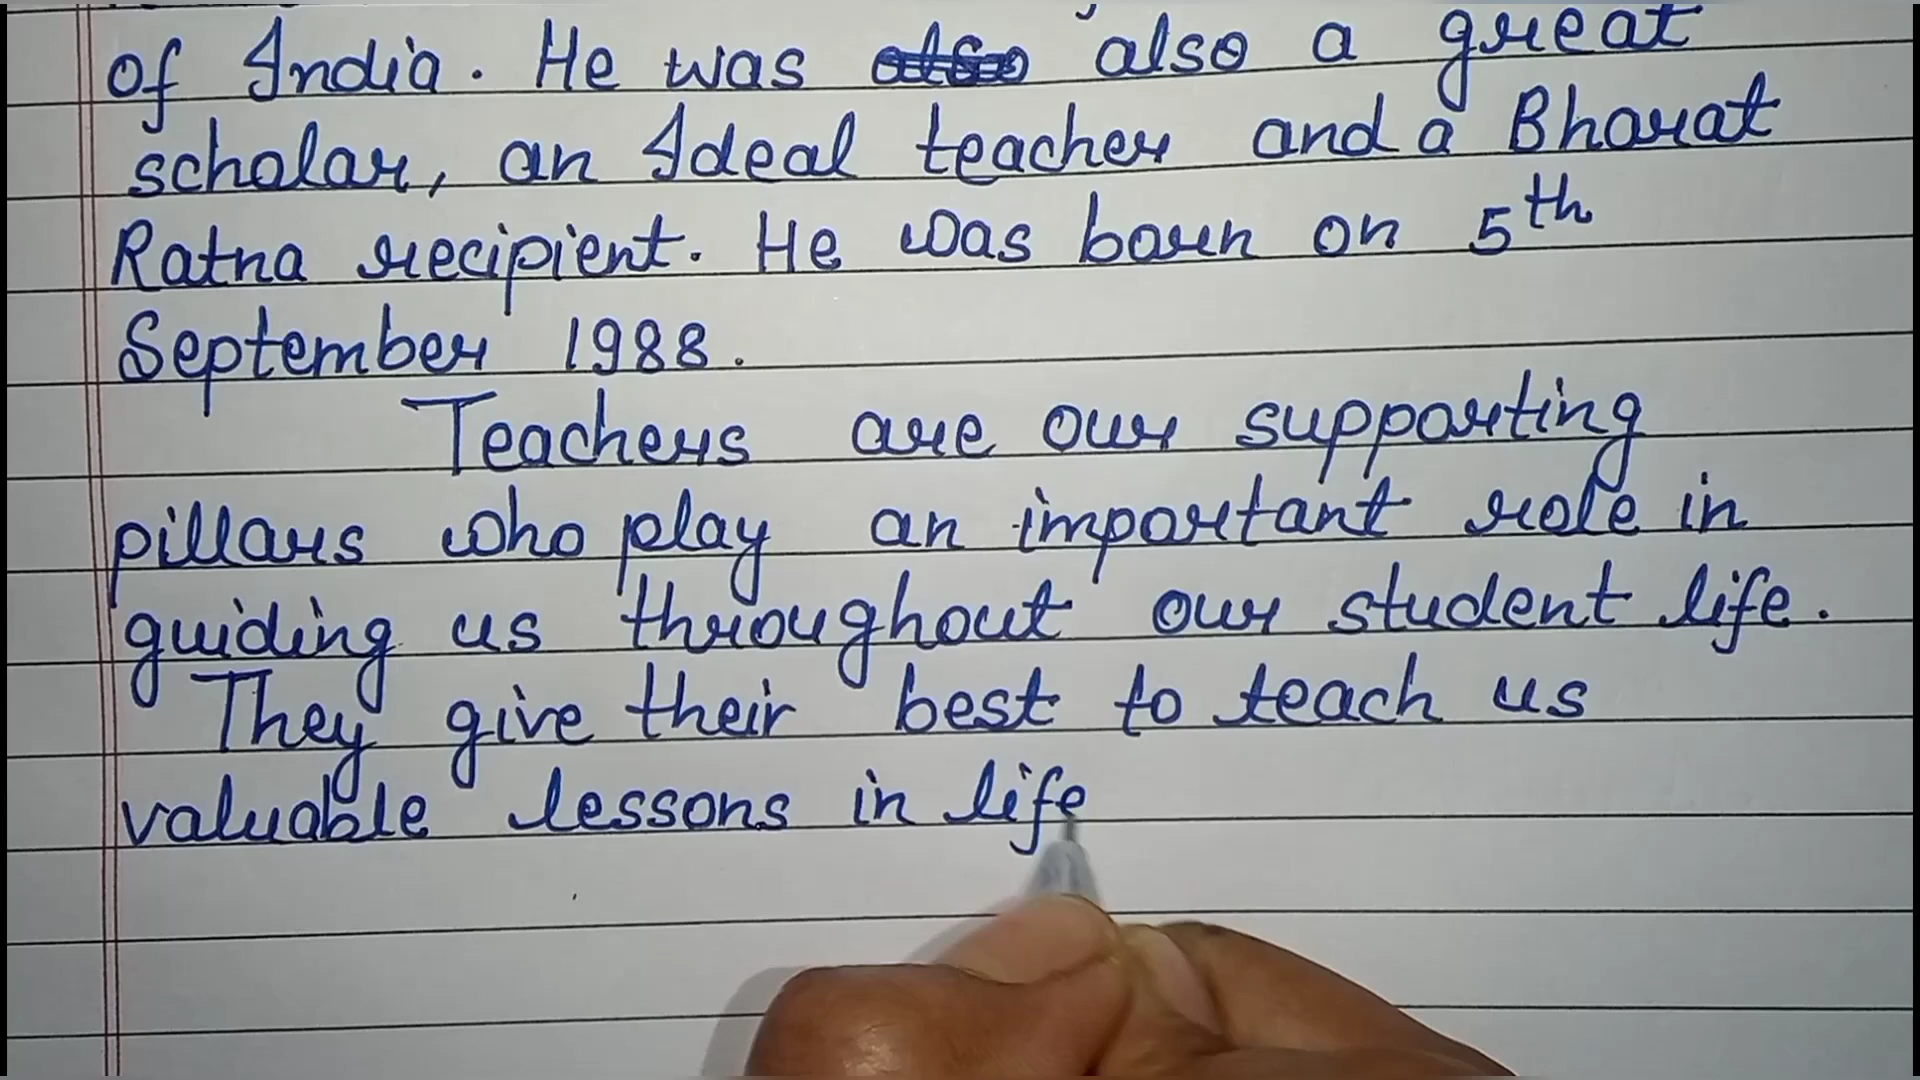 of India. He was also a great
scholar, an Ideal teacher and a Bharat
Ratna recipient. He was born on 5th
September 1988.
Teachers are our supporting
pillars who play an important role in
guiding us throughout our student life.
They give their best to teach us
valuable lessons in life